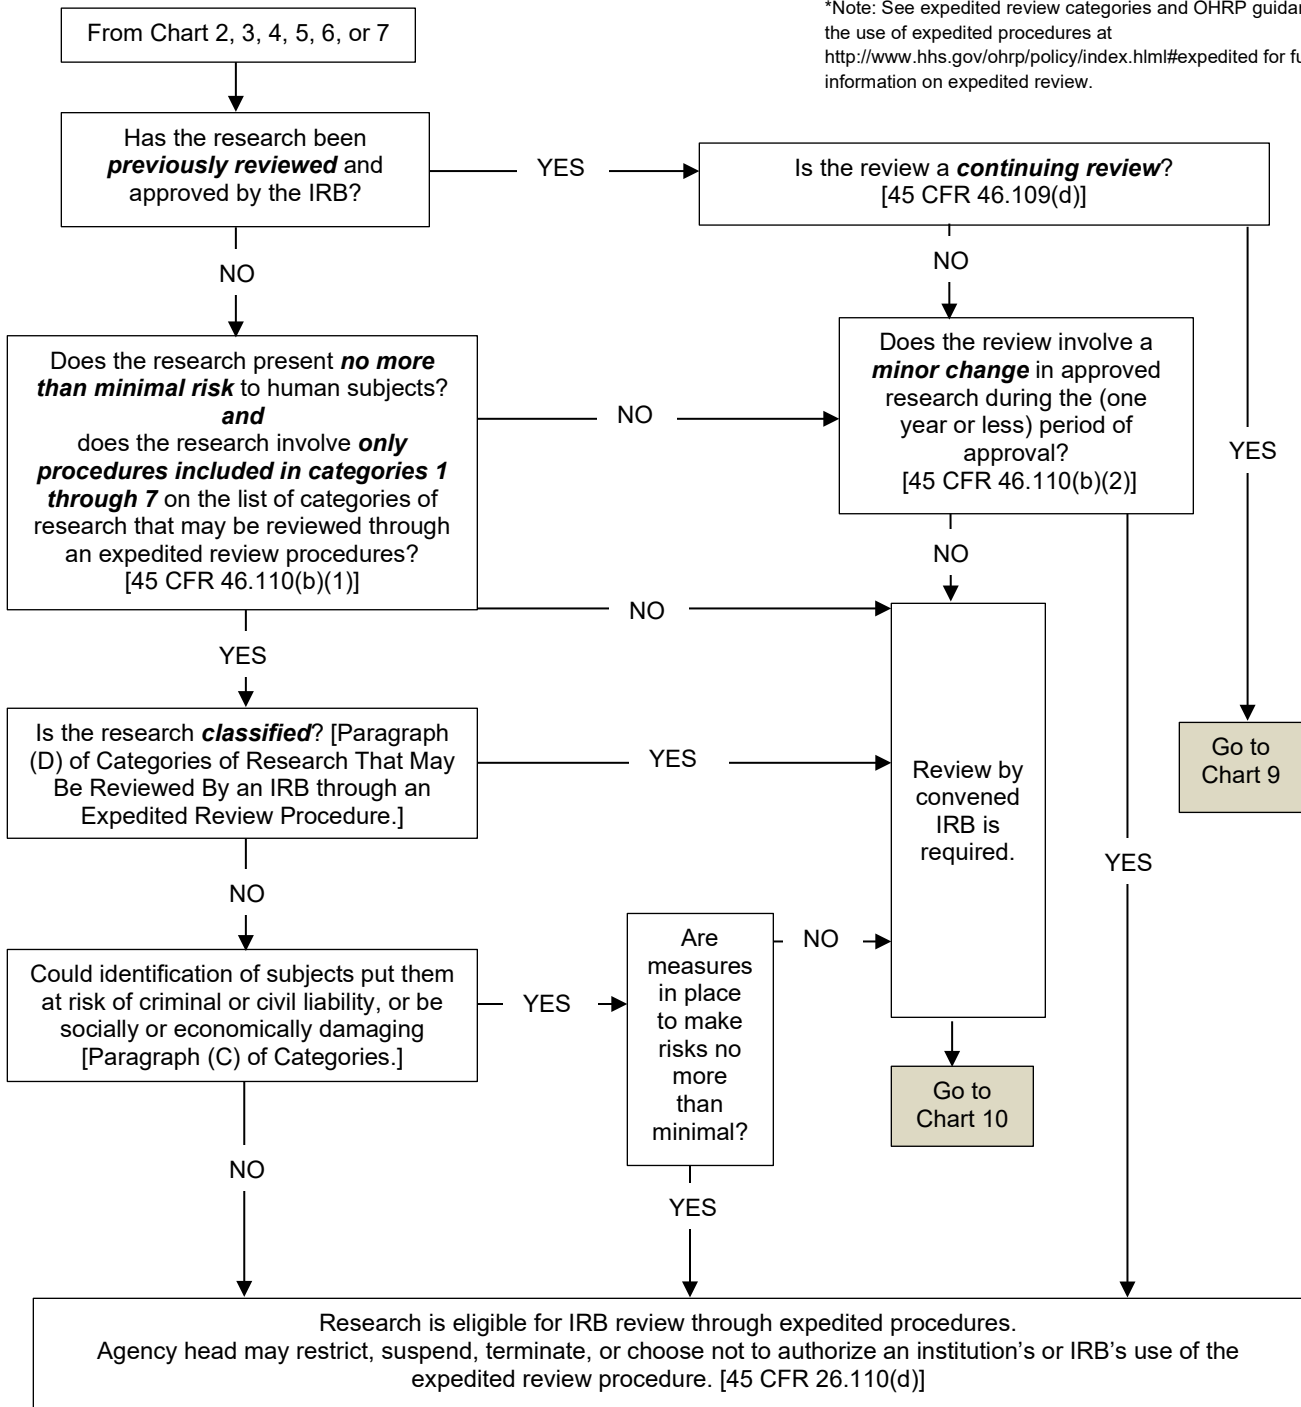 *Note: See expedited review categories and OHRP
the use of expedited procedures at
http://www.hhs.gov/ohrp/policy/index.hlml#expedited for
information on expedited review.
From Chart 2, 3, 4, 5, 6, or 7
Has the research been
previously reviewed and
approved by the IRB?
YES
Is the review a continuing review?
[45 CFR 46.109(d)]
NO
NO
Does the research present no more
than minimal risk to human subjects?
and
does the research involve only
procedures included in categories 1
through 7 on the list of categories of
research that may be reviewed through
an expedited review procedures?
[45 CFR 46.110(b)(1)]
NO
Does the review involve a
minor change in approved
research during the (one
year or less) period of
approval?
[45 CFR 46.110(b)(2)]
YES
NO
NO
YES
Is the research classified? [Paragraph
(D) of Categories of Research That May
Be Reviewed By an IRB through an
Expedited Review Procedure.]
YES
Review by
convened
IRB is
required.
Go to
Chart 9
YES
NO
Could identification of subjects put them
at risk of criminal or civil liability, or be
socially or economically damaging
[Paragraph (C) of Categories.]
YES
Are
measures
in place
to make
risks no
more
than
minimal?
NO
Go to
Chart 10
NO
YES
Research is eligible for IRB review through expedited procedures.
Agency head may restrict, suspend, terminate, or choose not to authorize an institution’s or IRB’s use of the
expedited review procedure. [45 CFR 26.110(d)]